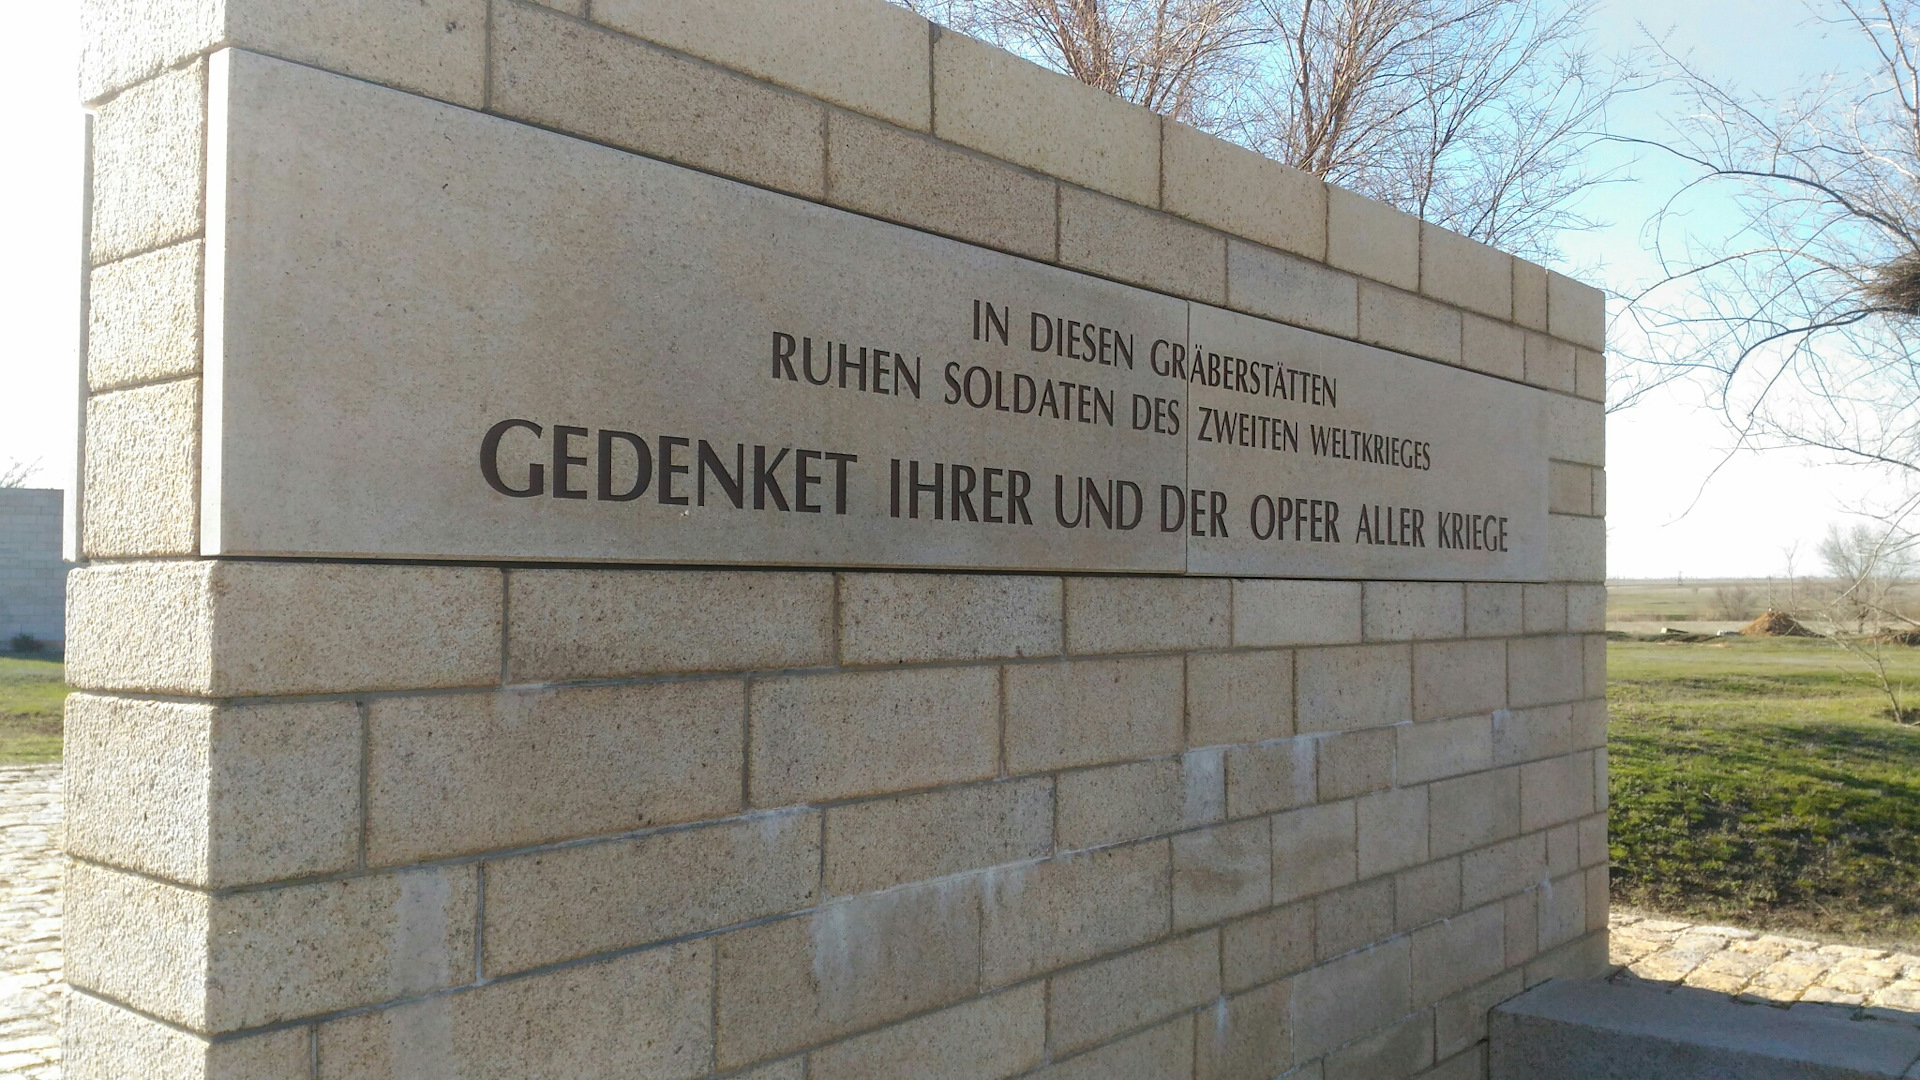 IN DIESEN GRÄBERSTÄTTEN
RUHEN SOLDATEN DES ZWEITEN WELTKRIEGES
GEDENKET IHRER UND DER OPFER ALLER KRIEGE